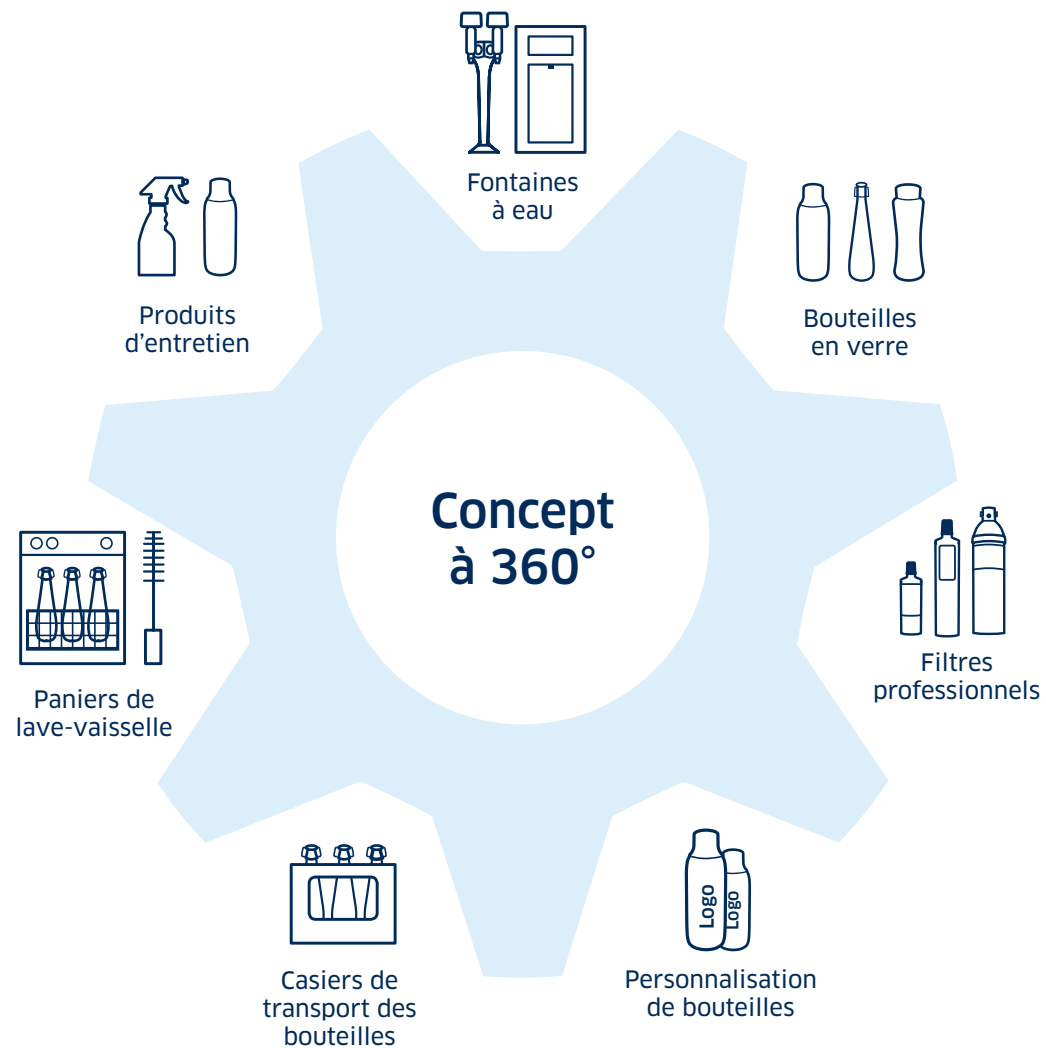 Fontaines
à eau
Bouteilles
en verre
Filtres
professionnels
Logo
Logo
Personnalisation
de bouteilles
Casiers de
transport des
bouteilles
Paniers de
lave-vaisselle
Produits
d'entretien
Concept
à 360°